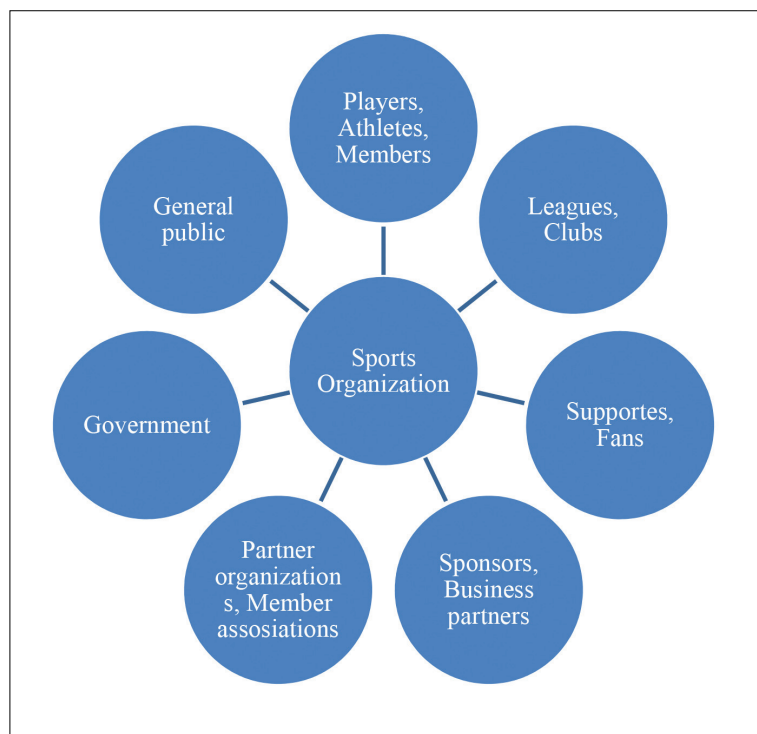 Players,
Athletes,
Members
General
public
Leagues,
Clubs
Sports
Organization
Government
Supportes,
Fans
Partner
organization
s, Member
assosiations
Sponsors,
Business
partners